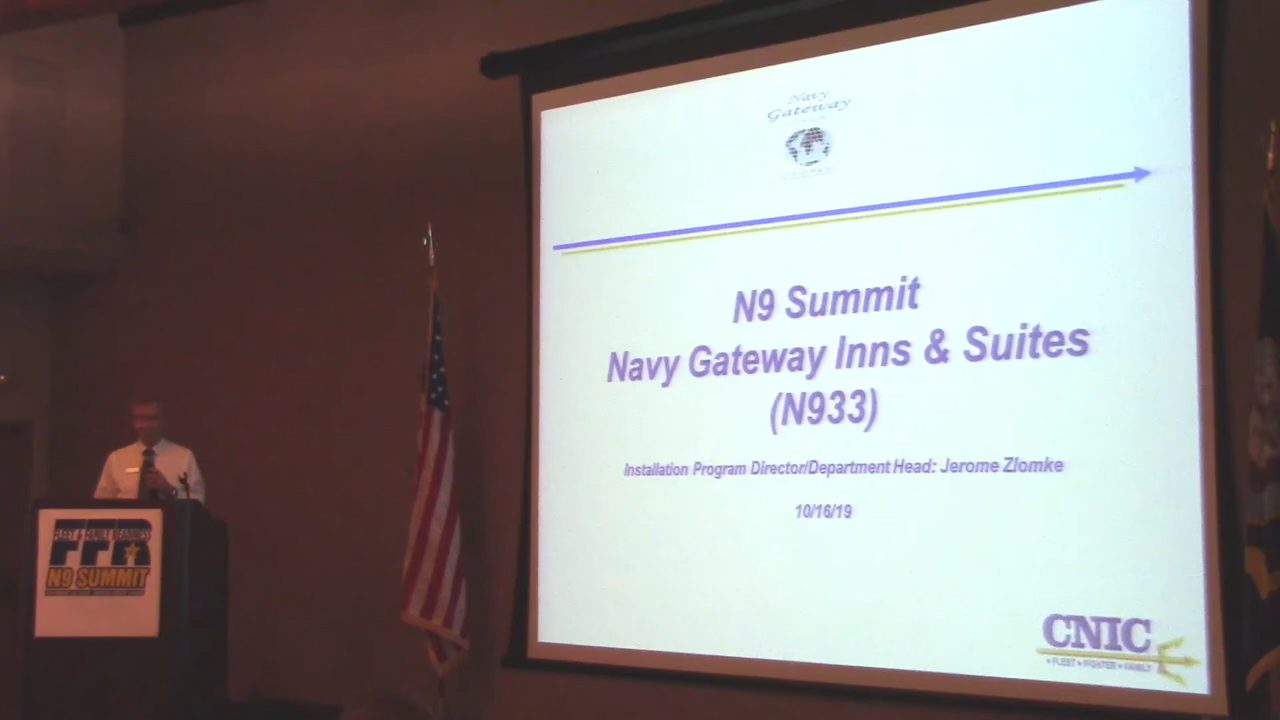 Navy
Gateway
N9 Summit
Navy Gateway Inns & Suites
(N933)
Installation Program Director/Department Head: Jerome Zlomke
10/16/19
CNIC
FLEET ★ FIGHTER ★ FAMILY
FLEET & FAMILY READINESS
FFR
N9 SUMMIT